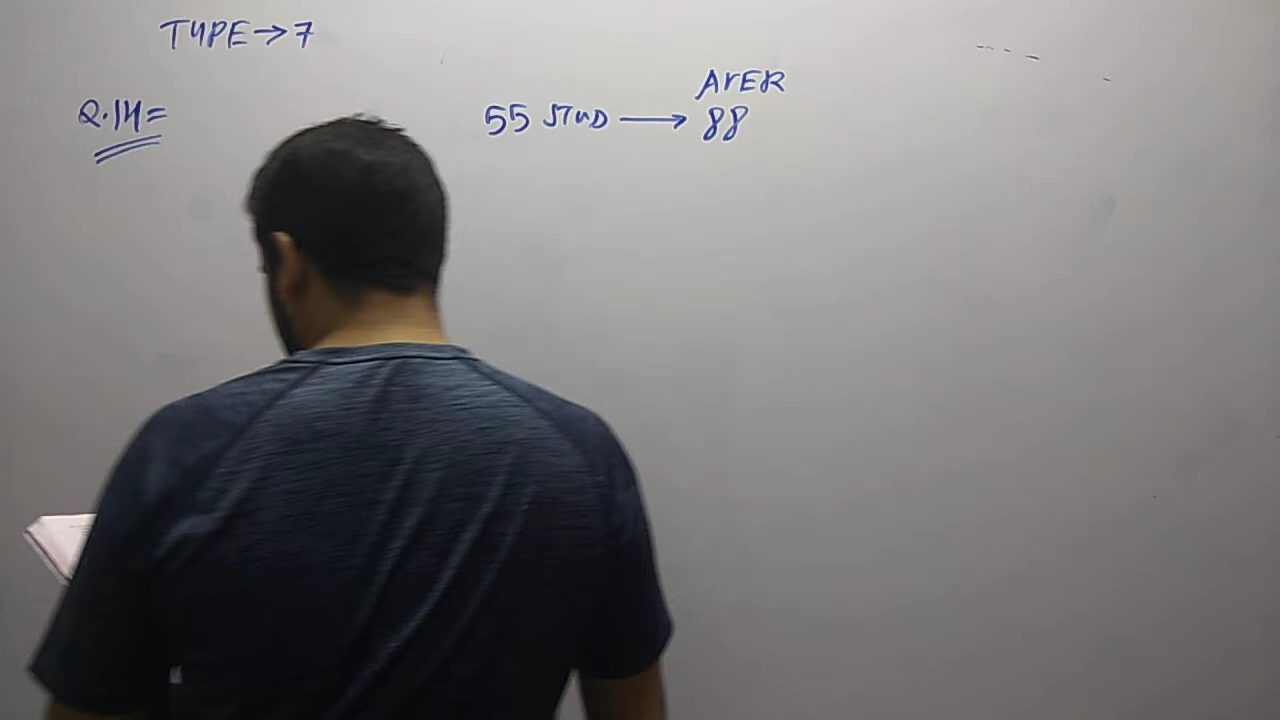 TYPE→7
AVER
Q.14=
55 STUD → 88